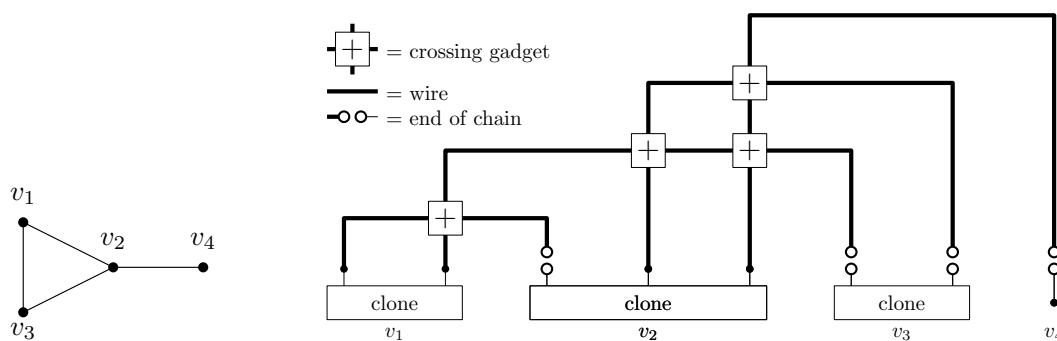 + = crossing gadget
= wire
= end of chain
+
+ +
+
v1
v2 v4
v3
clone clone clone
v1 v2 v3